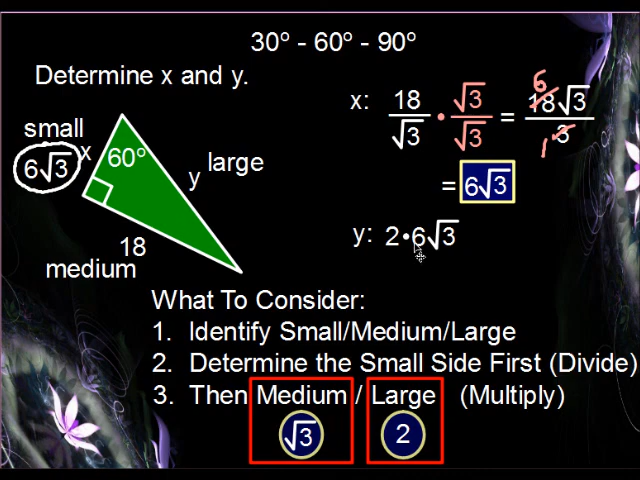 30° - 60° - 90°
Determine x and y.
small
x
6√3
60°
y
large
18
medium
x: 18/√3 • √3/√3 = 18√3/3
6
1
= 6√3
y: 2•6√3
What To Consider:
1. Identify Small/Medium/Large
2. Determine the Small Side First (Divide)
3. Then Medium / Large (Multiply)
√3 2